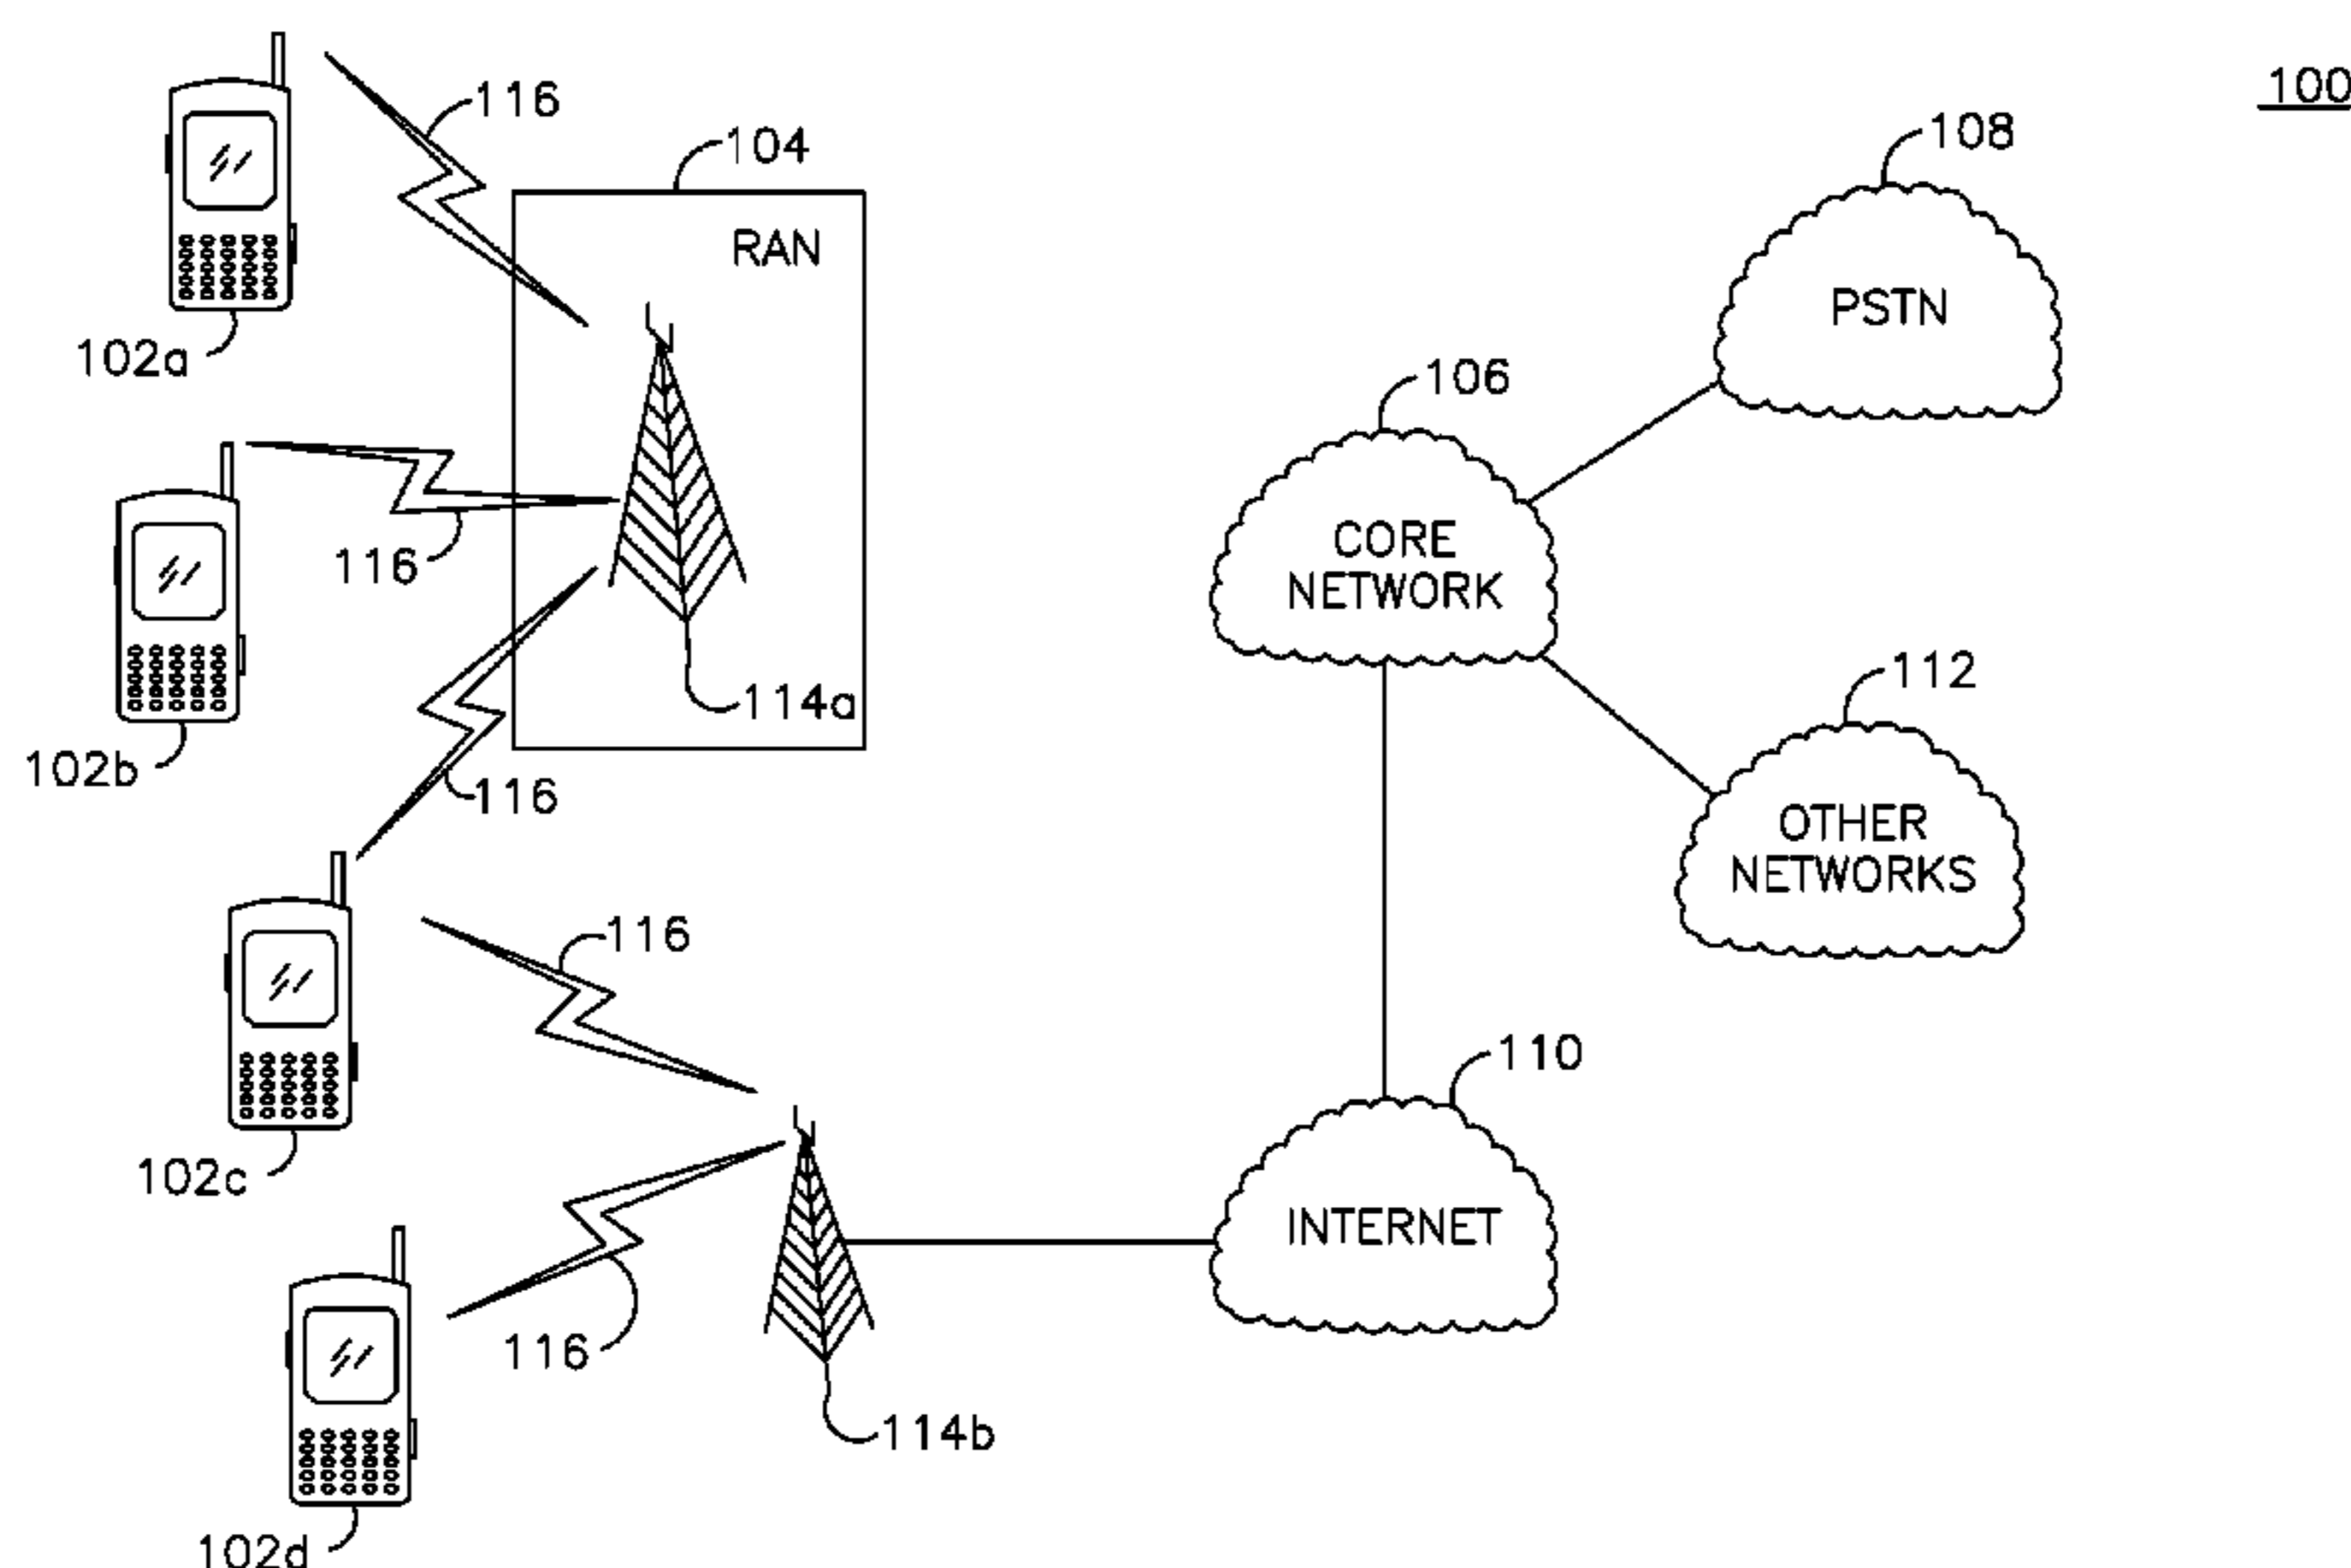 100
116
104
108
RAN
PSTN
102a
106
116
CORE
NETWORK
112
114a
102b
116
OTHER
NETWORKS
116
110
102c
INTERNET
116
114b
102d